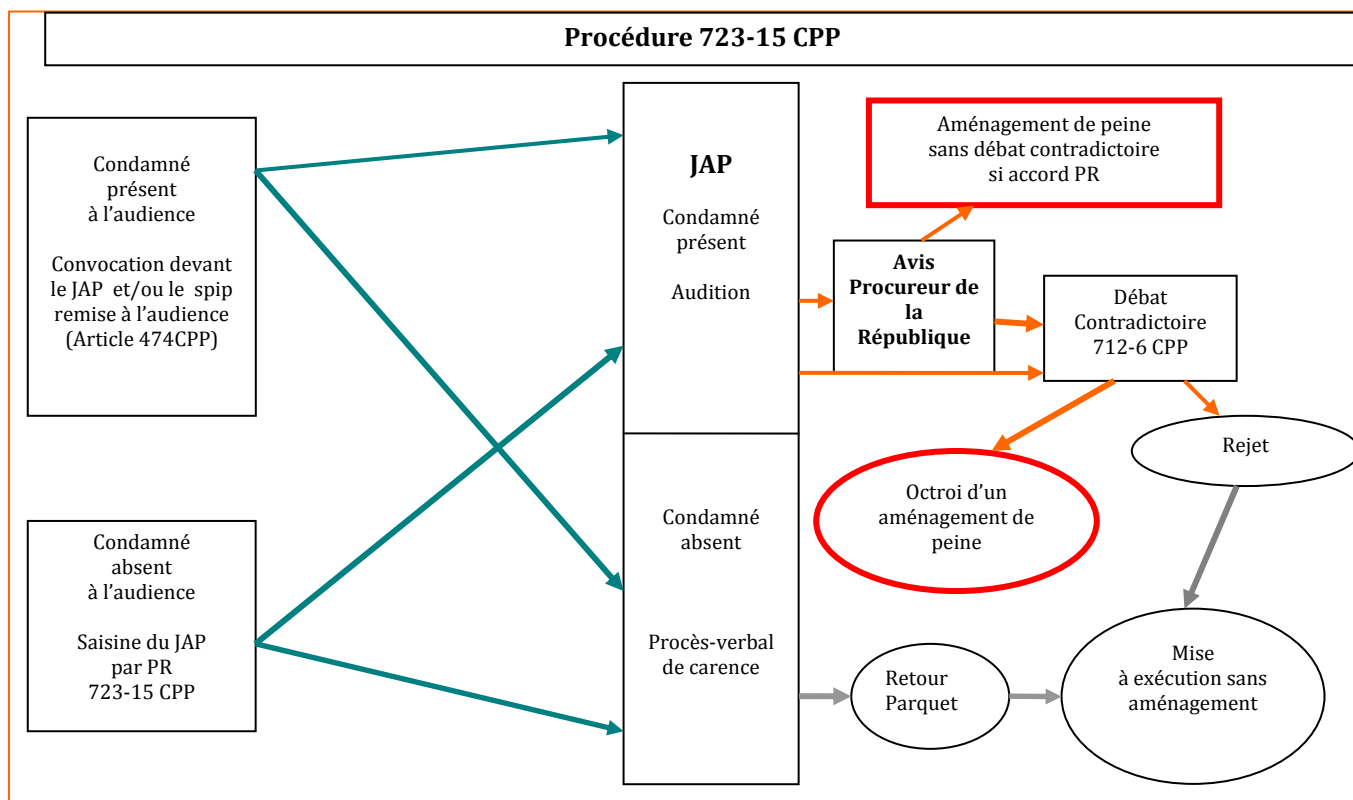 Procédure 723-15 CPP
Condamné
présent
à l’audience
Convocation devant
le JAP et/ou le spip
remise à l’audience
(Article 474CPP)
Condamné
absent
à l’audience
Saisine du JAP
par PR
723-15 CPP
JAP
Condamné
présent
Audition
Condamné
absent
Procès-verbal
de carence
Aménagement de peine
sans débat contradictoire
si accord PR
Avis
Procureur de
la
République
Débat
Contradictoire
712-6 CPP
Rejet
Octroi d’un
aménagement de
peine
Retour
Parquet
Mise
à exécution sans
aménagement